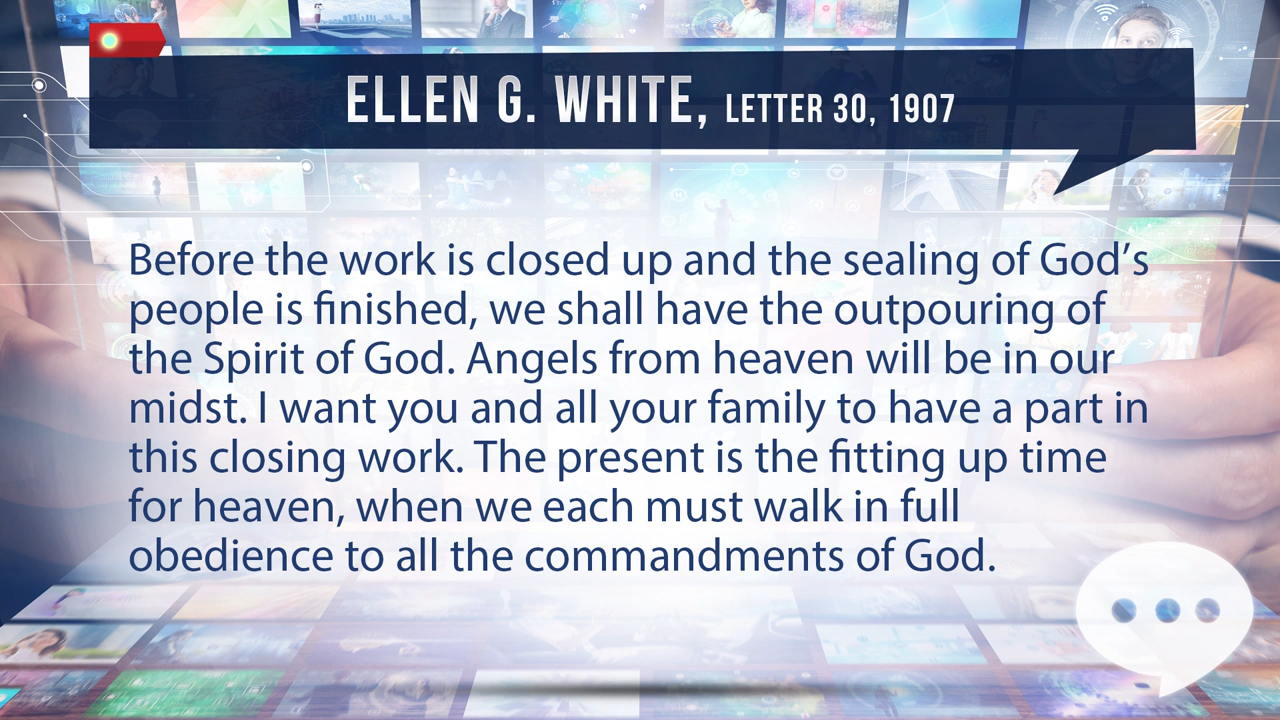 ELLEN G. WHITE, LETTER 30, 1907
Before the work is closed up and the sealing of God’s
people is finished, we shall have the outpouring of
the Spirit of God. Angels from heaven will be in our
midst. I want you and all your family to have a part in
this closing work. The present is the fitting up time
for heaven, when we each must walk in full
obedience to all the commandments of God.